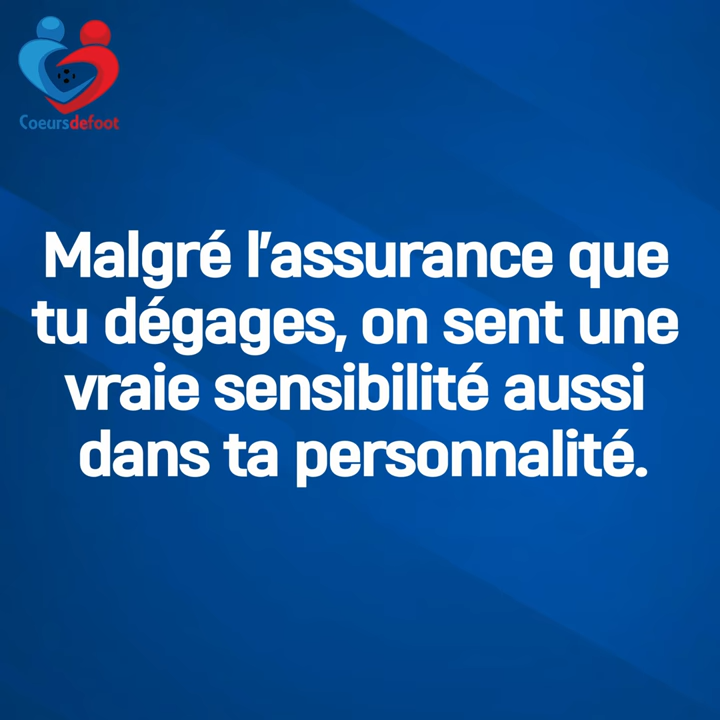 Coeursdefoot
Malgré l'assurance que
tu dégages, on sent une
vraie sensibilité aussi
dans ta personnalité.